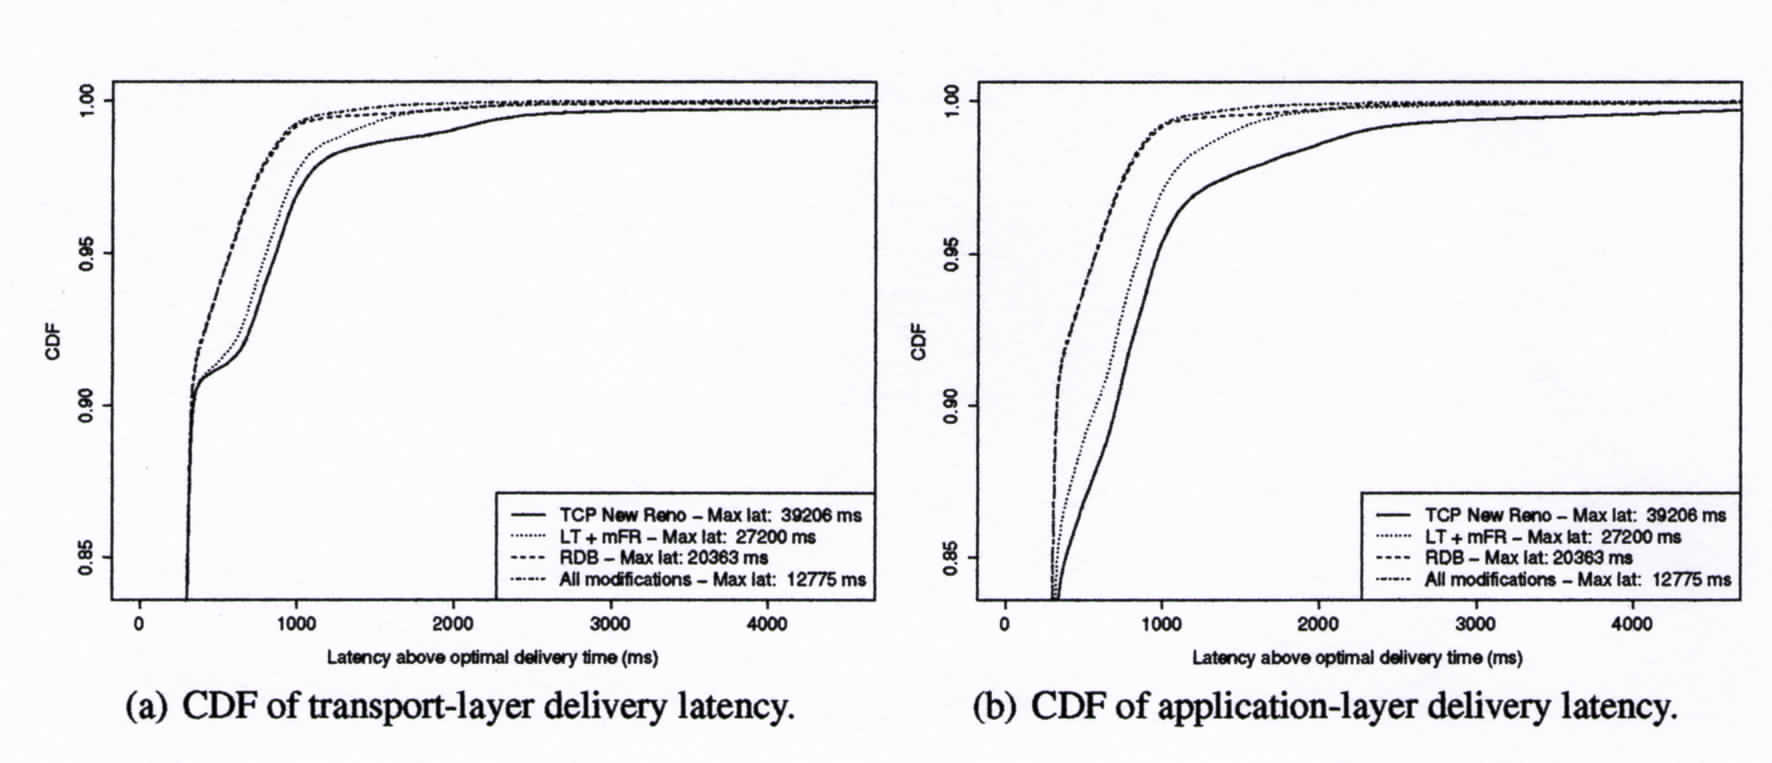 1.00
0.95
0.90
0.85
CDF
TCP New Reno – Max lat: 39206 ms
LT + mFR – Max lat: 27200 ms
RDB – Max lat: 20363 ms
All modifications – Max lat: 12775 ms
0 1000 2000 3000 4000
Latency above optimal delivery time (ms)
(a) CDF of transport-layer delivery latency.
1.00
0.95
0.90
0.85
CDF
TCP New Reno – Max lat: 39206 ms
LT + mFR – Max lat: 27200 ms
RDB – Max lat: 20363 ms
All modifications – Max lat: 12775 ms
0 1000 2000 3000 4000
Latency above optimal delivery time (ms)
(b) CDF of application-layer delivery latency.